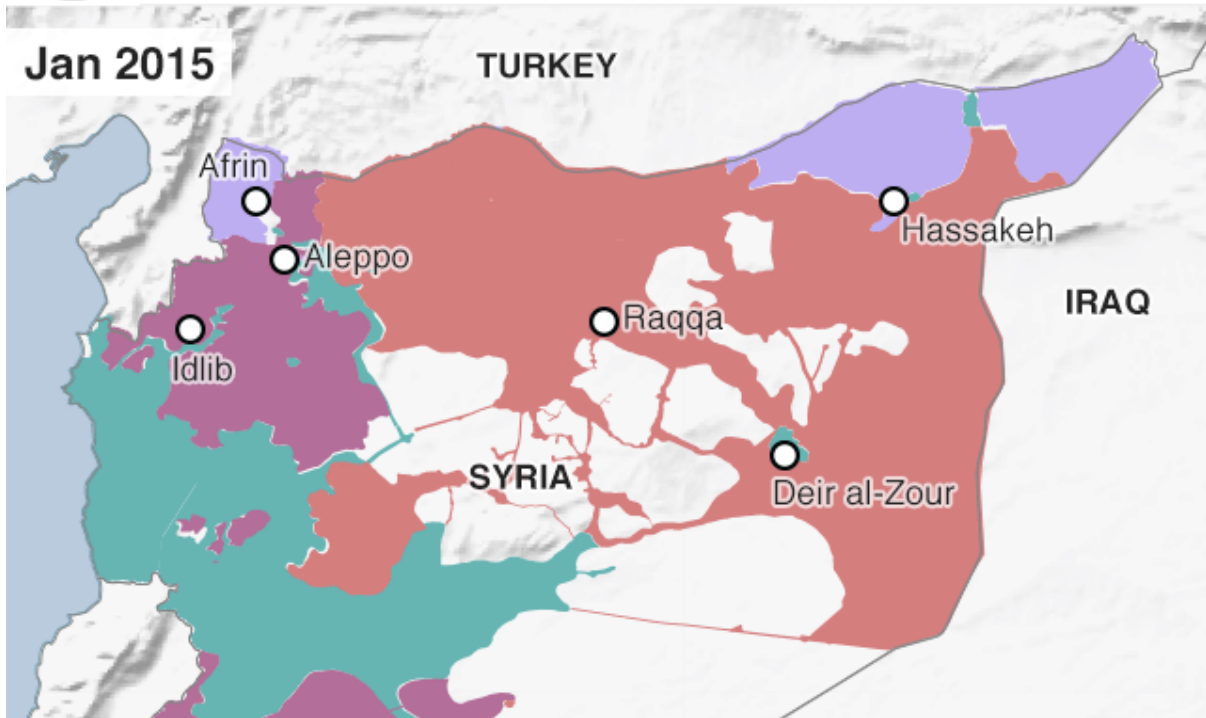 Jan 2015
TURKEY
Afrin
Hassakeh
Aleppo
IRAQ
Raqqa
Idlib
SYRIA
Deir al-Zour